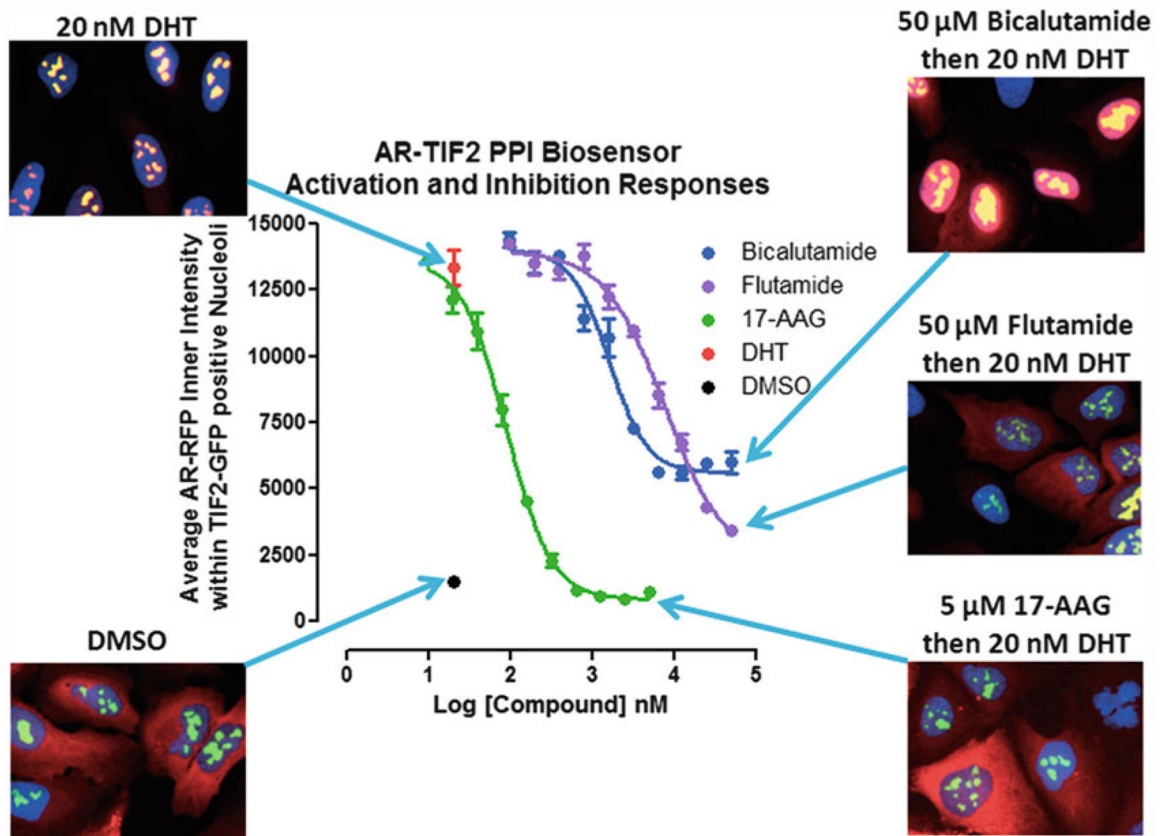 20 nM DHT
50 μM Bicalutamide
then 20 nM DHT
AR-TIF2 PPI Biosensor
Activation and Inhibition Responses
Average AR-RFP Inner Intensity
within TIF2-GFP positive Nucleoli
15000
12500
10000
7500
5000
2500
0
Bicalutamide
Flutamide
17-AAG
DHT
DMSO
50 μM Flutamide
then 20 nM DHT
DMSO
0 1 2 3 4 5
Log [Compound] nM
5 μM 17-AAG
then 20 nM DHT